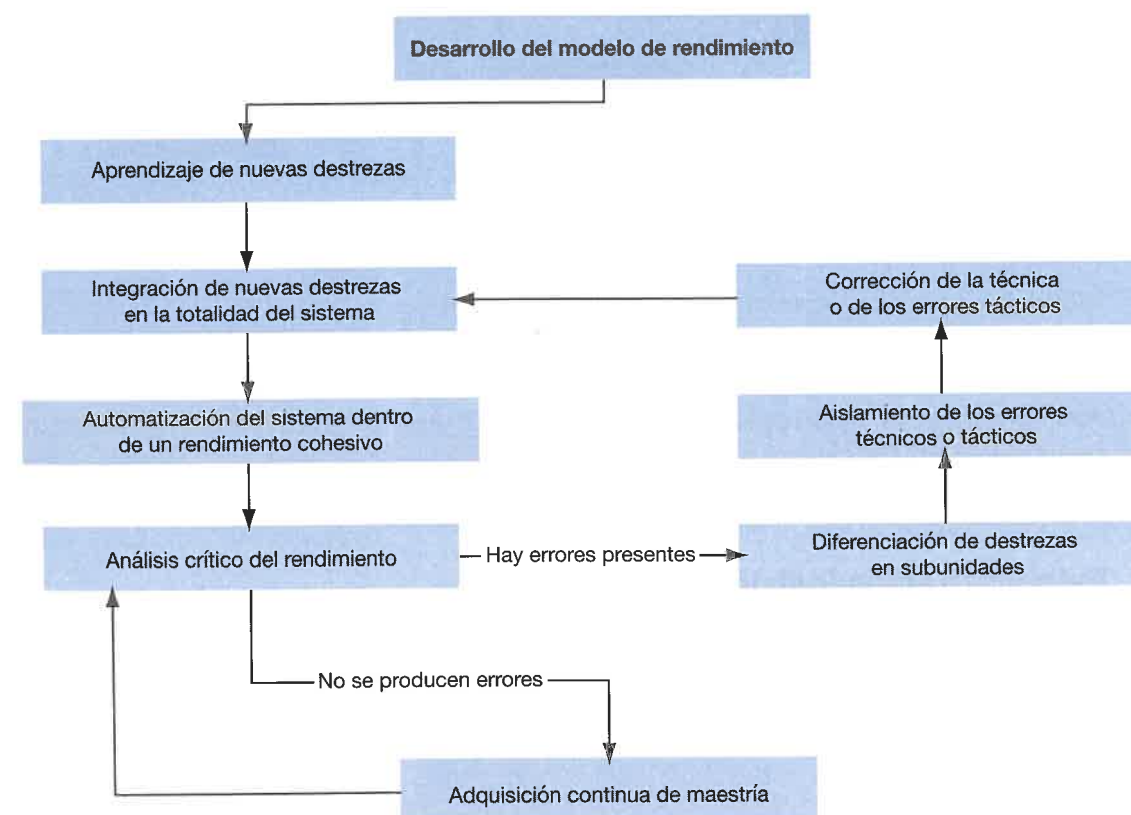 Desarrollo del modelo de rendimiento
Aprendizaje de nuevas destrezas
Integración de nuevas destrezas
en la totalidad del sistema
Corrección de la técnica
o de los errores tácticos
Automatización del sistema dentro
de un rendimiento cohesivo
Aislamiento de los errores
técnicos o tácticos
Análisis crítico del rendimiento
Hay errores presentes
Diferenciación de destrezas
en subunidades
No se producen errores
Adquisición continua de maestría